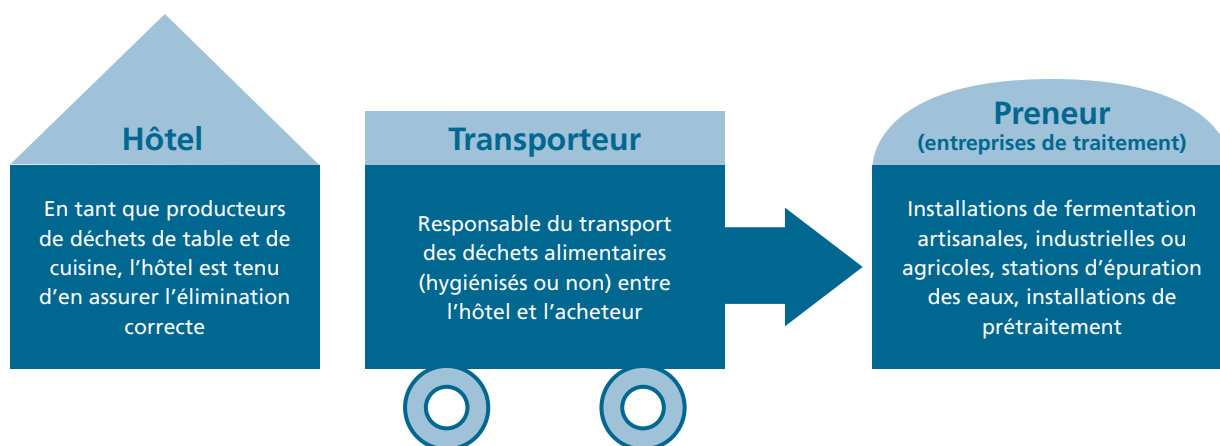 Hôtel
En tant que producteurs
de déchets de table et de
cuisine, l’hôtel est tenu
d’en assurer l’élimination
correcte
Transporteur
Responsable du transport
des déchets alimentaires
(hygiénisés ou non) entre
l’hôtel et l’acheteur
Preneur
(entreprises de traitement)
Installations de fermentation
artisanales, industrielles ou
agricoles, stations d’épuration
des eaux, installations de
prétraitement